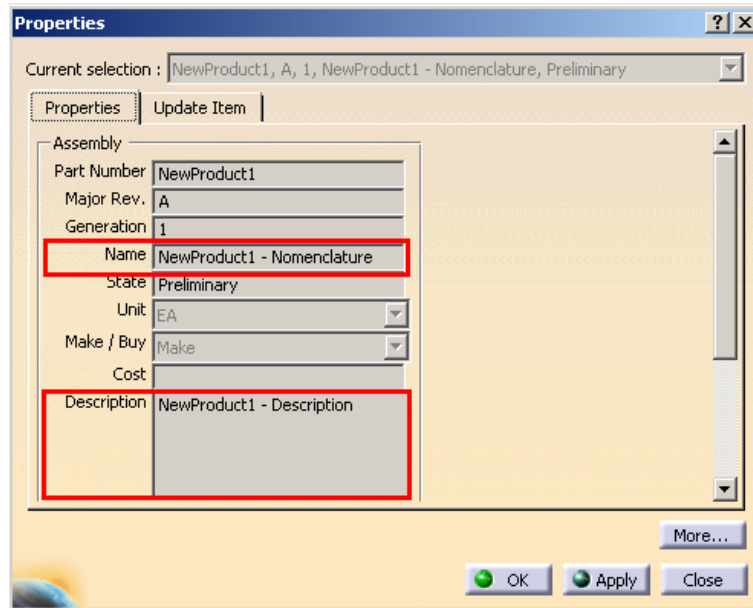 Properties
Current selection : NewProduct1, A, 1, NewProduct1 - Nomenclature, Preliminary
Properties Update Item
Assembly
Part Number NewProduct1
Major Rev. A
Generation 1
Name NewProduct1 - Nomenclature
State Preliminary
Unit EA
Make / Buy Make
Cost
Description NewProduct1 - Description
More...
OK Apply Close